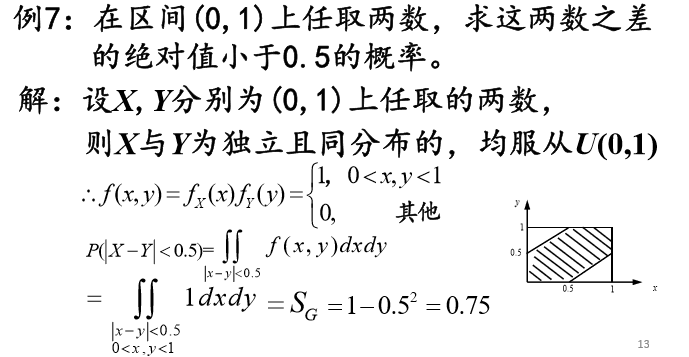 例7：在区间(0,1)上任取两数，求这两数之差
的绝对值小于0.5的概率。
解：设X,Y分别为(0,1)上任取的两数，
则X与Y为独立且同分布的，均服从U(0,1)
∴f(x,y)=f_X(x)f_Y(y)={1, 0<x,y<1
0, 其他
P(|X−Y|<0.5)=∬_{|x−y|<0.5} f(x,y)dxdy
=∬_{|x−y|<0.5 0<x,y<1} 1dxdy=S_G=1−0.5²=0.75
y
1
0.5
0.5 1 x
13